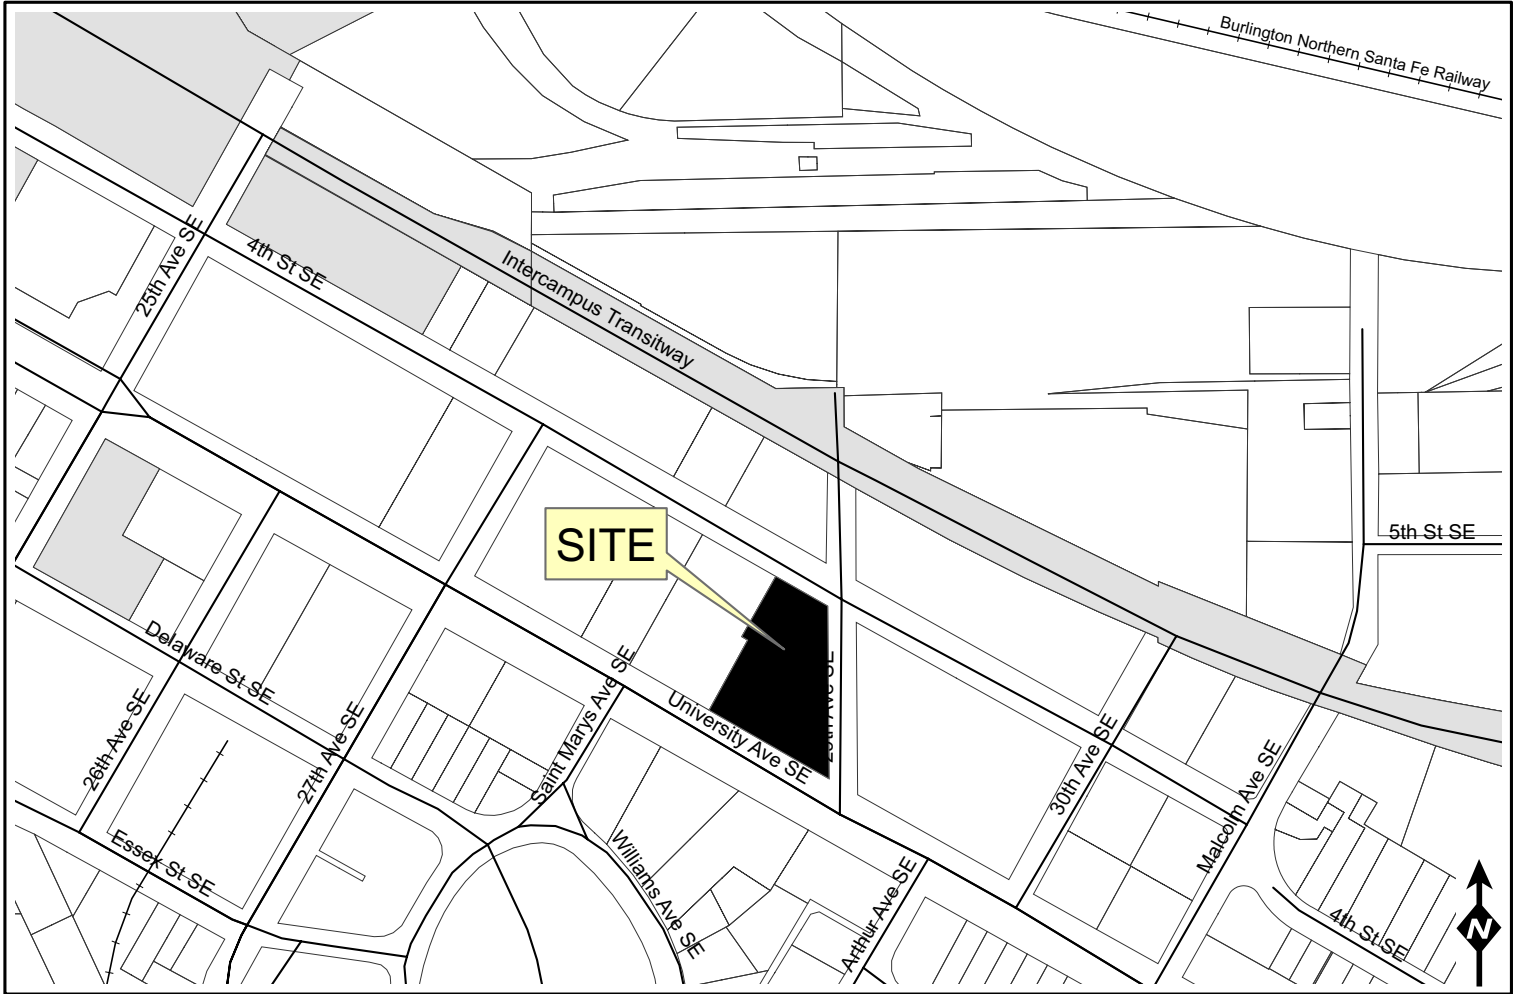 Burlington Northern Santa Fe Railway
25th Ave SE
4th St SE
Intercampus Transitway
5th St SE
SITE
Delaware St SE
26th Ave SE
27th Ave SE
Saint Marys Ave SE
University Ave SE
30th Ave SE
Malcolm Ave SE
Essex St SE
Williams Ave SE
Arthur Ave SE
4th St SE
N